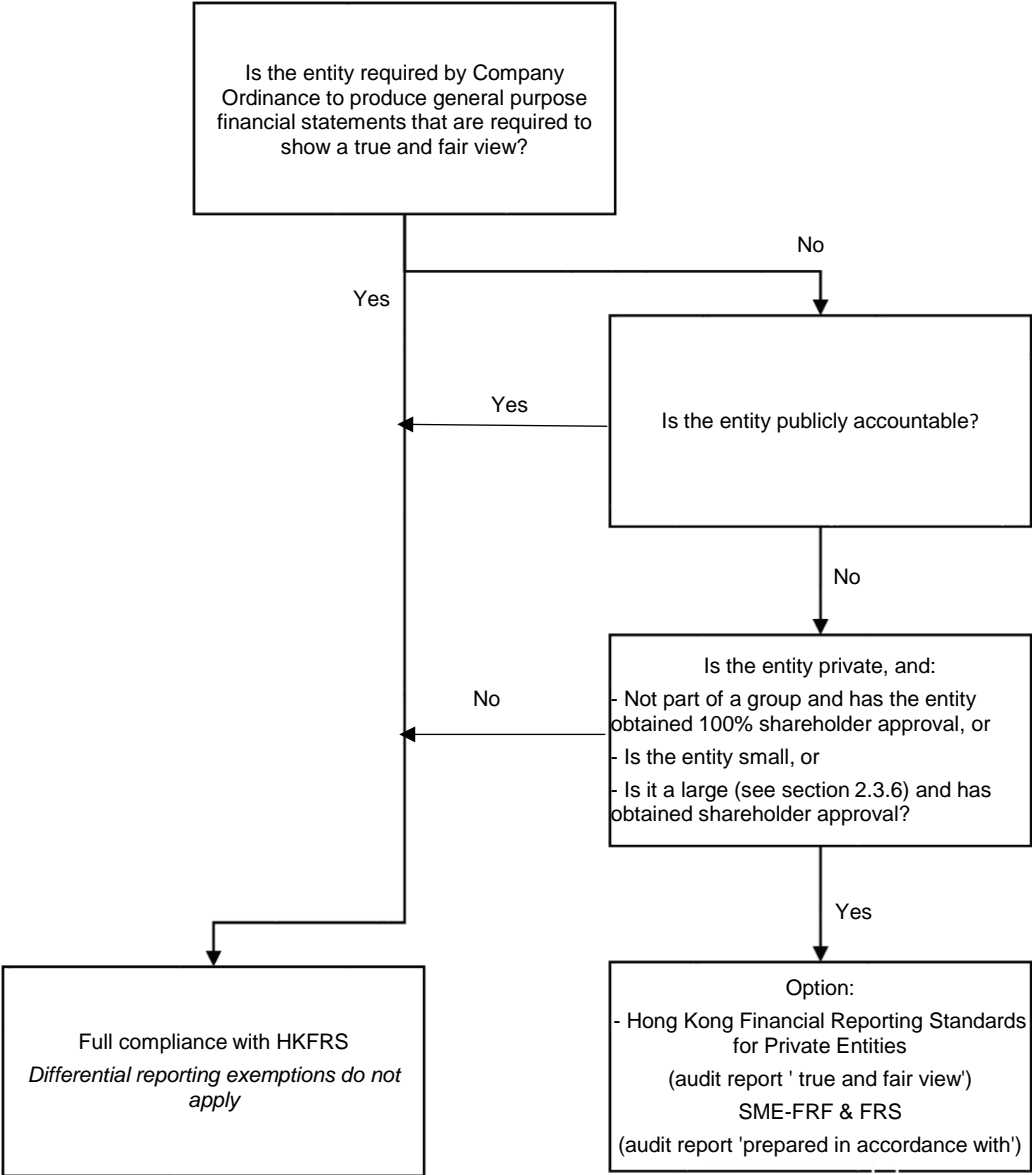 Is the entity required by Company
Ordinance to produce general purpose
financial statements that are required to
show a true and fair view?
No
Yes
Yes
Is the entity publicly accountable?
No
Is the entity private, and:
- Not part of a group and has the entity
obtained 100% shareholder approval, or
- Is the entity small, or
- Is it a large (see section 2.3.6) and has
obtained shareholder approval?
No
Yes
Full compliance with HKFRS
Differential reporting exemptions do not
apply
Option:
- Hong Kong Financial Reporting Standards
for Private Entities
(audit report ' true and fair view')
SME-FRF & FRS
(audit report 'prepared in accordance with')